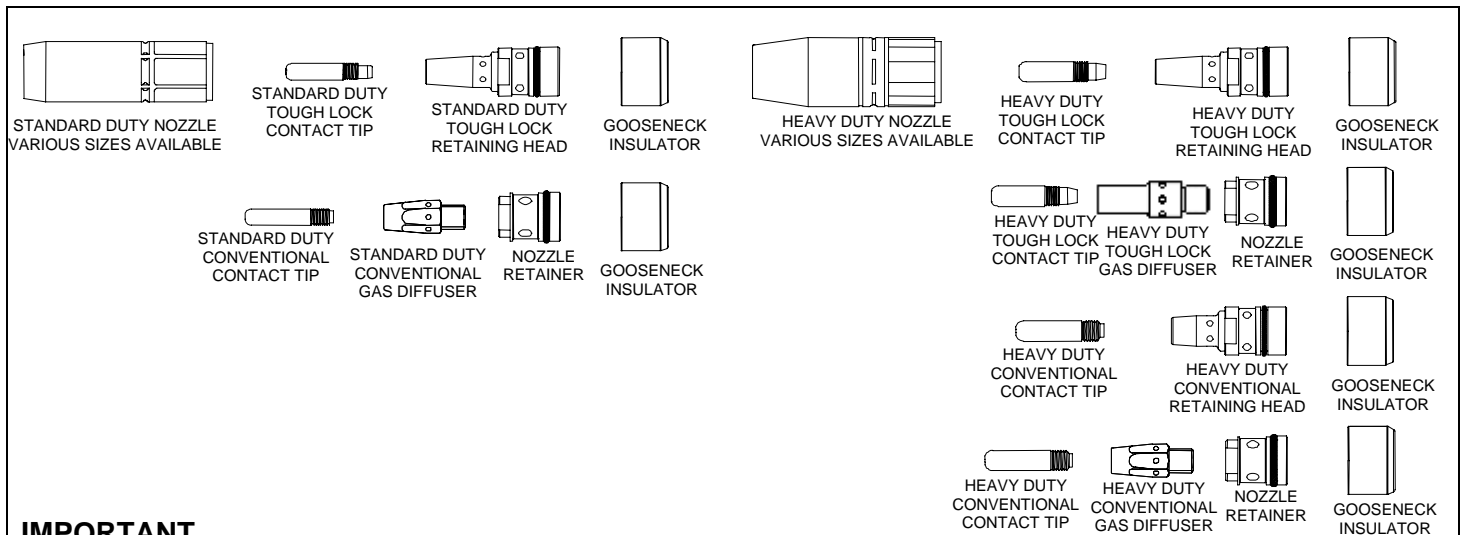 STANDARD DUTY NOZZLE
VARIOUS SIZES AVAILABLE
STANDARD DUTY
TOUGH LOCK
CONTACT TIP
STANDARD DUTY
TOUGH LOCK
RETAINING HEAD
GOOSENECK
INSULATOR
HEAVY DUTY NOZZLE
VARIOUS SIZES AVAILABLE
HEAVY DUTY
TOUGH LOCK
CONTACT TIP
HEAVY DUTY
TOUGH LOCK
RETAINING HEAD
GOOSENECK
INSULATOR
STANDARD DUTY
CONVENTIONAL
CONTACT TIP
STANDARD DUTY
CONVENTIONAL
GAS DIFFUSER
NOZZLE
RETAINER
GOOSENECK
INSULATOR
HEAVY DUTY
TOUGH LOCK
CONTACT TIP
HEAVY DUTY
TOUGH LOCK
GAS DIFFUSER
NOZZLE
RETAINER
GOOSENECK
INSULATOR
HEAVY DUTY
CONVENTIONAL
CONTACT TIP
HEAVY DUTY
CONVENTIONAL
RETAINING HEAD
GOOSENECK
INSULATOR
HEAVY DUTY
CONVENTIONAL
CONTACT TIP
HEAVY DUTY
CONVENTIONAL
GAS DIFFUSER
NOZZLE
RETAINER
GOOSENECK
INSULATOR
IMPORTANT